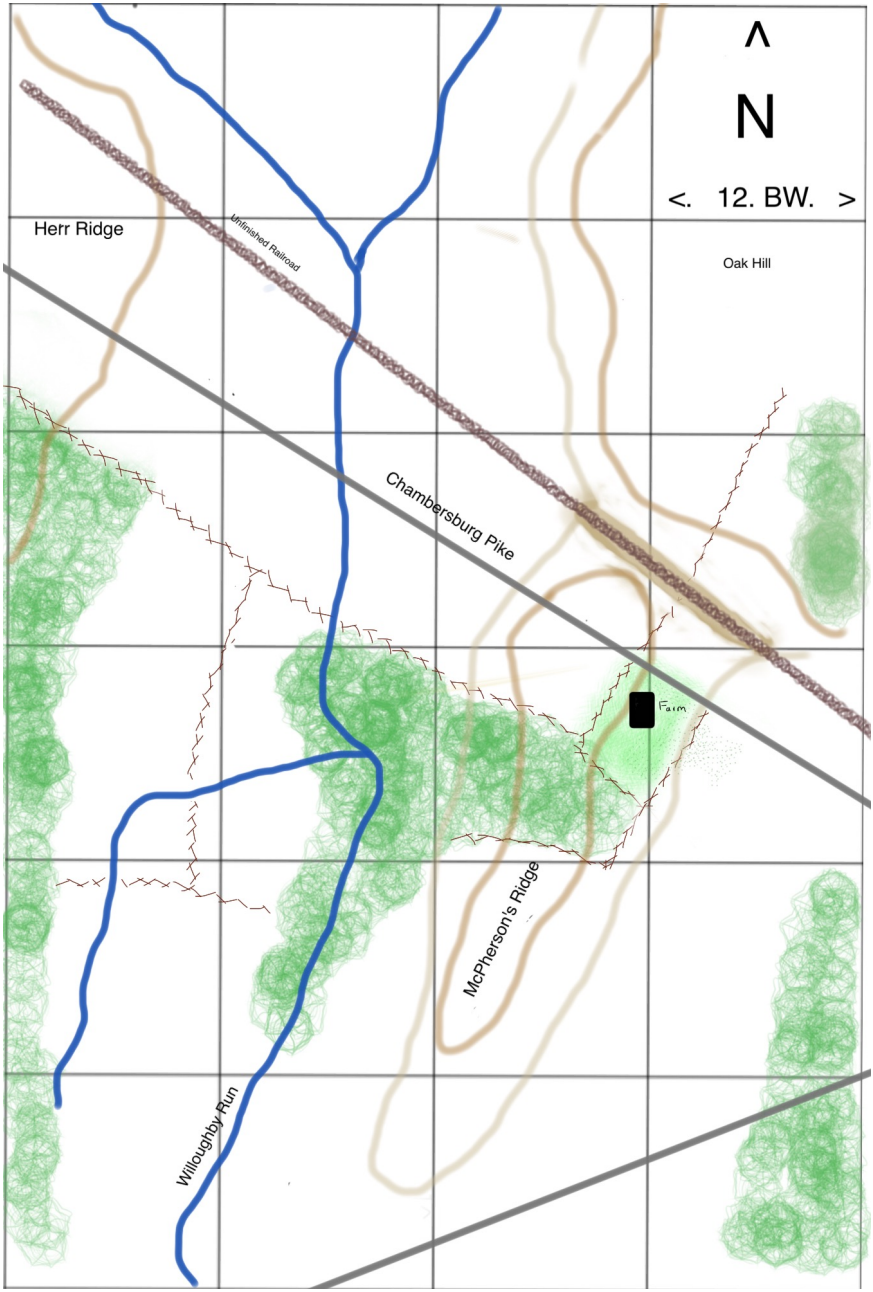 ^
N
<. 12. BW. >
Herr Ridge
Unfinished Railroad
Oak Hill
Chambersburg Pike
Farm
McPherson's Ridge
Willoughby Run